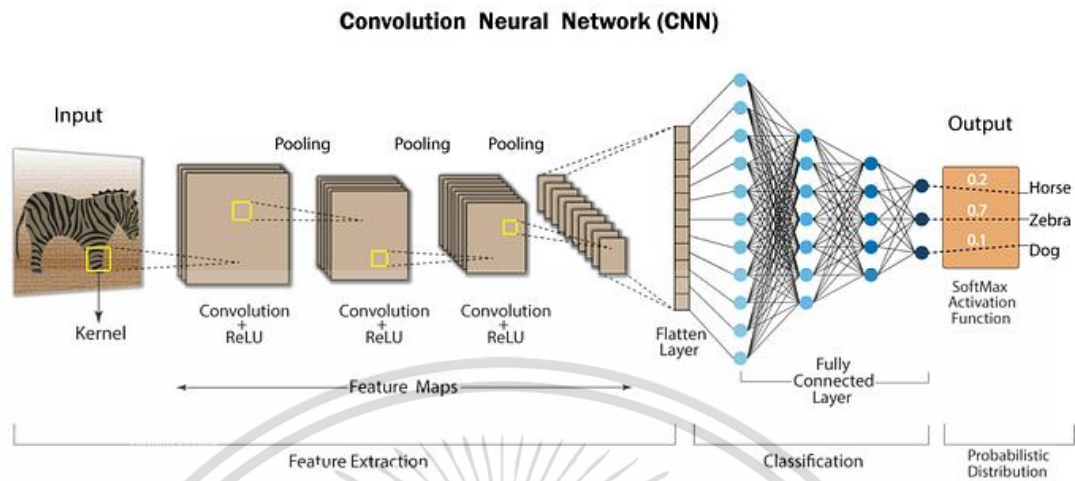 Convolution Neural Network (CNN)
Input
Kernel
Pooling
Pooling
Pooling
Convolution
+
ReLU
Convolution
+
ReLU
Convolution
+
ReLU
Feature Maps
Feature Extraction
Flatten
Layer
Fully
Connected
Layer
Classification
Output
0.2
Horse
0.7
Zebra
0.1
Dog
SoftMax
Activation
Function
Probabilistic
Distribution